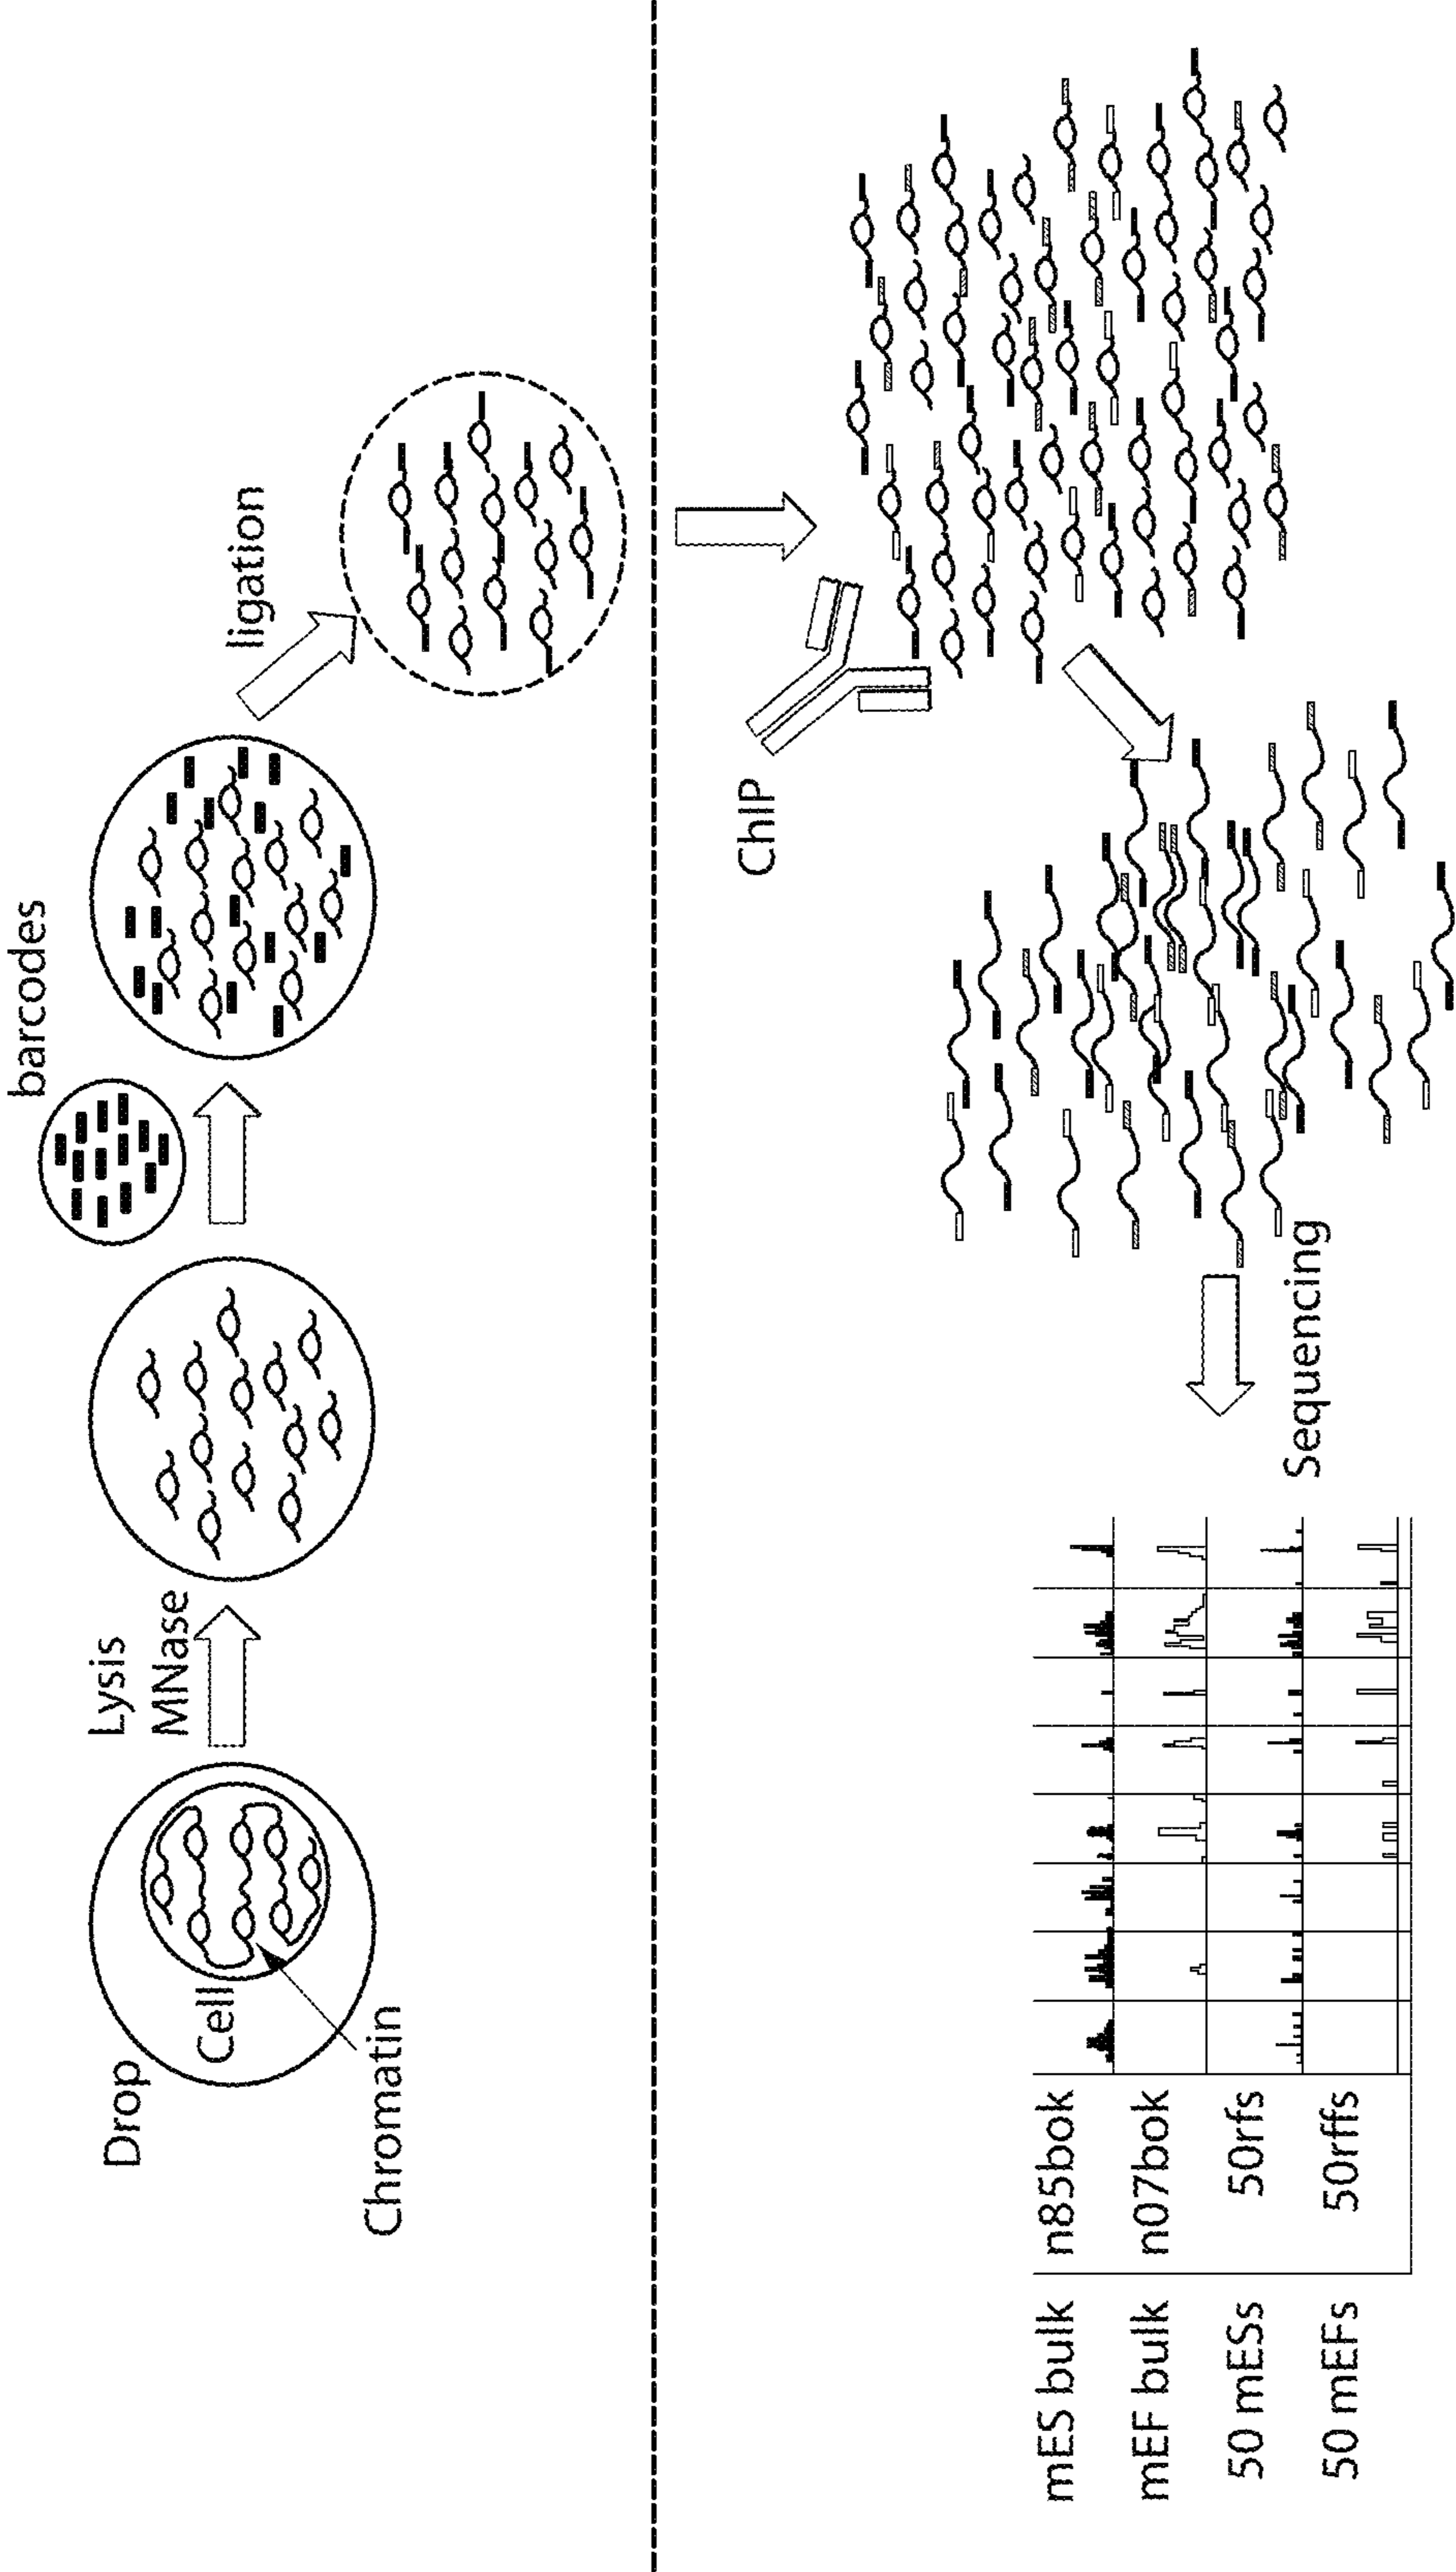 Drop
Cell
Chromatin
Lysis
MNase
barcodes
ligation
ChIP
Sequencing
mES bulk n85bok
mEF bulk n07bok
50 mESs 50rfs
50 mEFs 50rffs